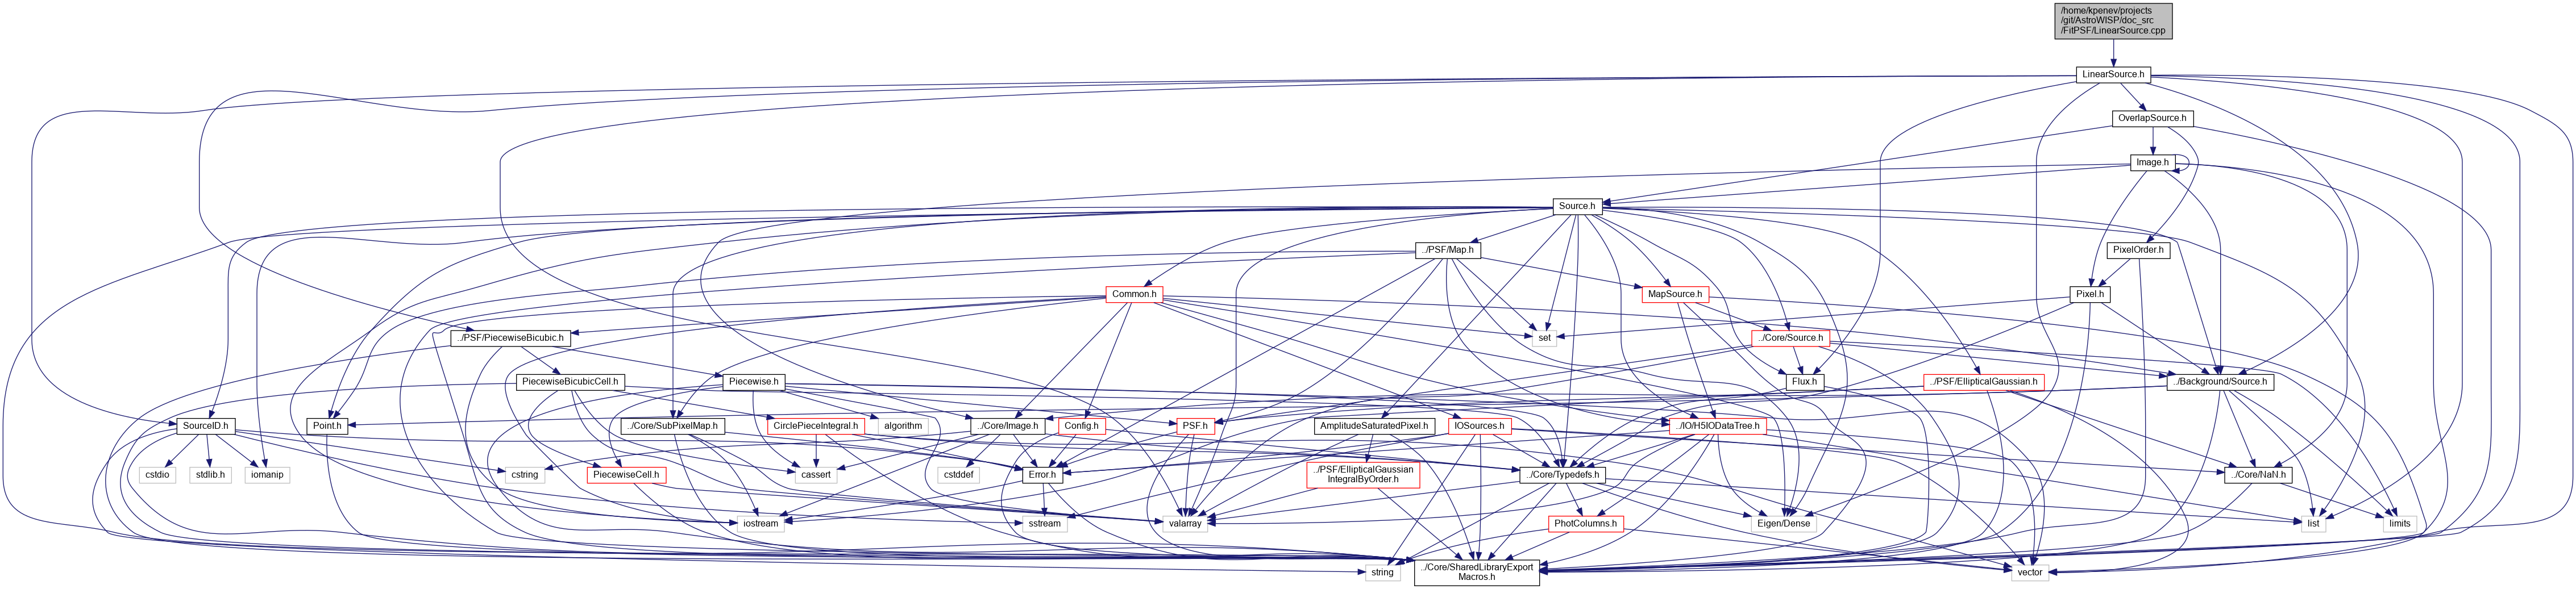 /home/kpenev/projects
/git/AstroWISP/doc_src
/FitPSF/LinearSource.cpp
LinearSource.h
OverlapSource.h
Image.h
Source.h
../PSF/Map.h
PixelOrder.h
Common.h
MapSource.h
Pixel.h
../PSF/PiecewiseBicubic.h
set
../Core/Source.h
PiecewiseBicubicCell.h
Piecewise.h
Flux.h
../PSF/EllipticalGaussian.h
../Background/Source.h
SourceID.h
Point.h
../Core/SubPixelMap.h
CirclePieceIntegral.h
algorithm
../Core/Image.h
Config.h
PSF.h
AmplitudeSaturatedPixel.h
IOSources.h
../IO/H5IODataTree.h
cstdio
stdlib.h
iomanip
cstring
PiecewiseCell.h
cassert
cstddef
Error.h
../PSF/EllipticalGaussian
IntegralByOrder.h
../Core/Typedefs.h
../Core/NaN.h
iostream
sstream
valarray
PhotColumns.h
Eigen/Dense
list
limits
string
../Core/SharedLibraryExport
Macros.h
vector